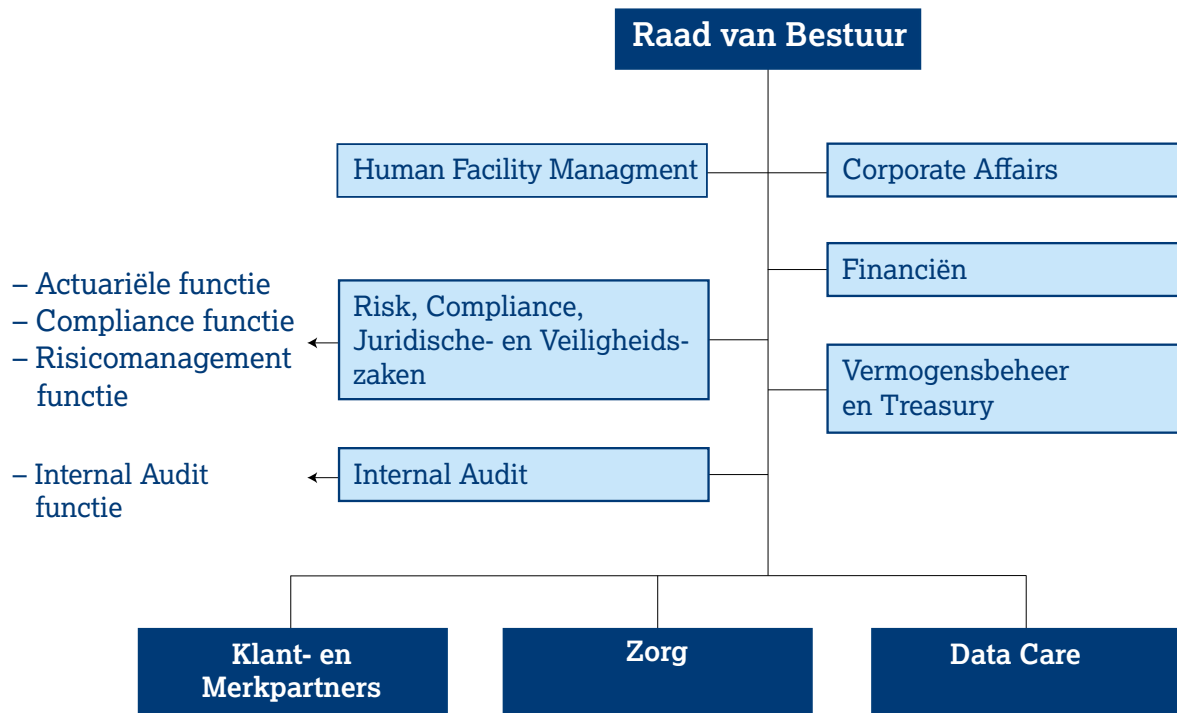 Raad van Bestuur
Human Facility Managment
Corporate Affairs
Financiën
– Actuariële functie
– Compliance functie
– Risicomanagement
functie
Risk, Compliance,
Juridische- en Veiligheids-
zaken
Vermogensbeheer
en Treasury
– Internal Audit
functie
Internal Audit
Klant- en
Merkpartners
Zorg
Data Care